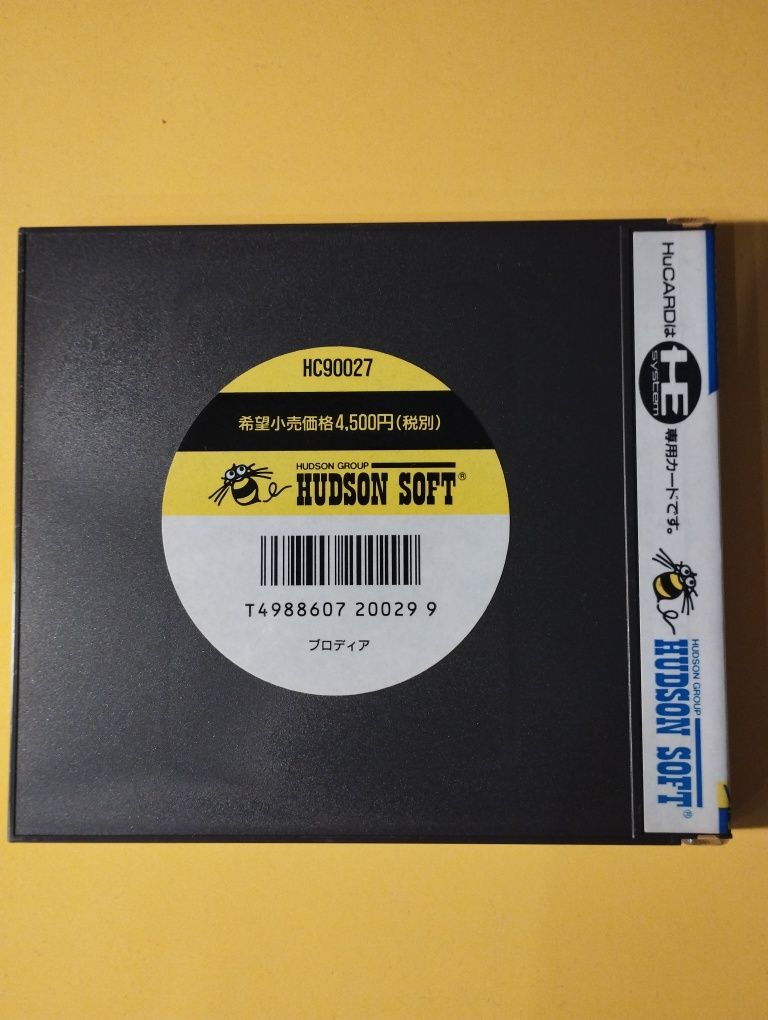 HC90027
希望小売価格4,500円(税別)
HUDSON GROUP
HUDSON SOFT®
T4988607 20029 9
ブロディア
HuCARDは HE SYSTEM 専用カードです。
HUDSON GROUP
HUDSON SOFT®